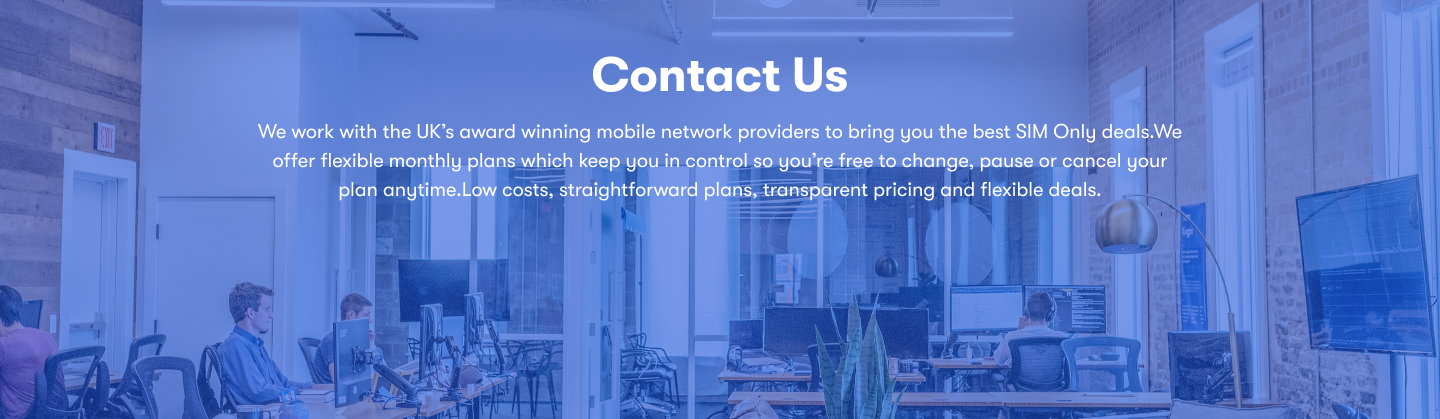 Contact Us
We work with the UK’s award winning mobile network providers to bring you the best SIM Only deals.We
offer flexible monthly plans which keep you in control so you’re free to change, pause or cancel your
plan anytime.Low costs, straightforward plans, transparent pricing and flexible deals.
EXIT